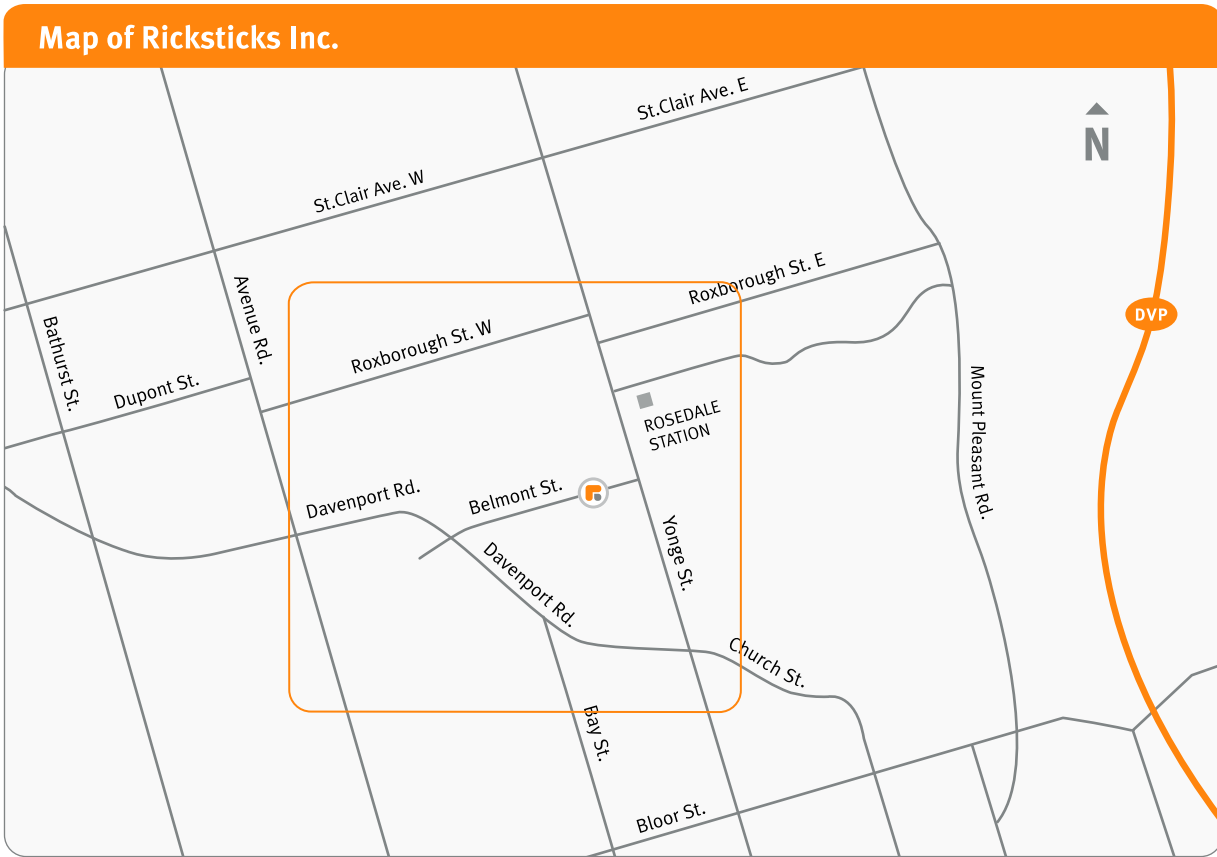 Map of Ricksticks Inc.
St.Clair Ave. E
N
St.Clair Ave. W
Roxborough St. E
Avenue Rd.
DVP
Bathurst St.
Roxborough St. W
Dupont St.
Mount Pleasant Rd.
ROSEDALE
STATION
Davenport Rd.
Belmont St.
Yonge St.
Davenport Rd.
Church St.
Bay St.
Bloor St.